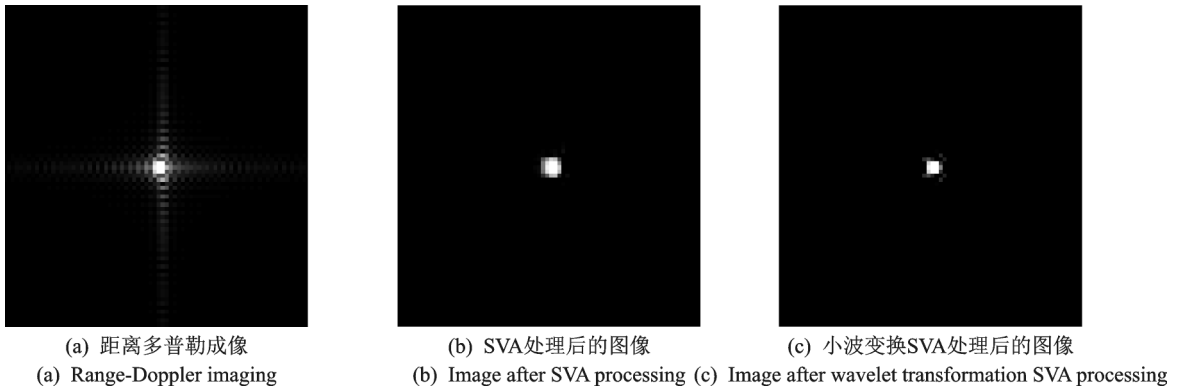 (a) 距离多普勒成像
(a) Range-Doppler imaging
(b) SVA处理后的图像
(b) Image after SVA processing
(c) 小波变换SVA处理后的图像
(c) Image after wavelet transformation SVA processing